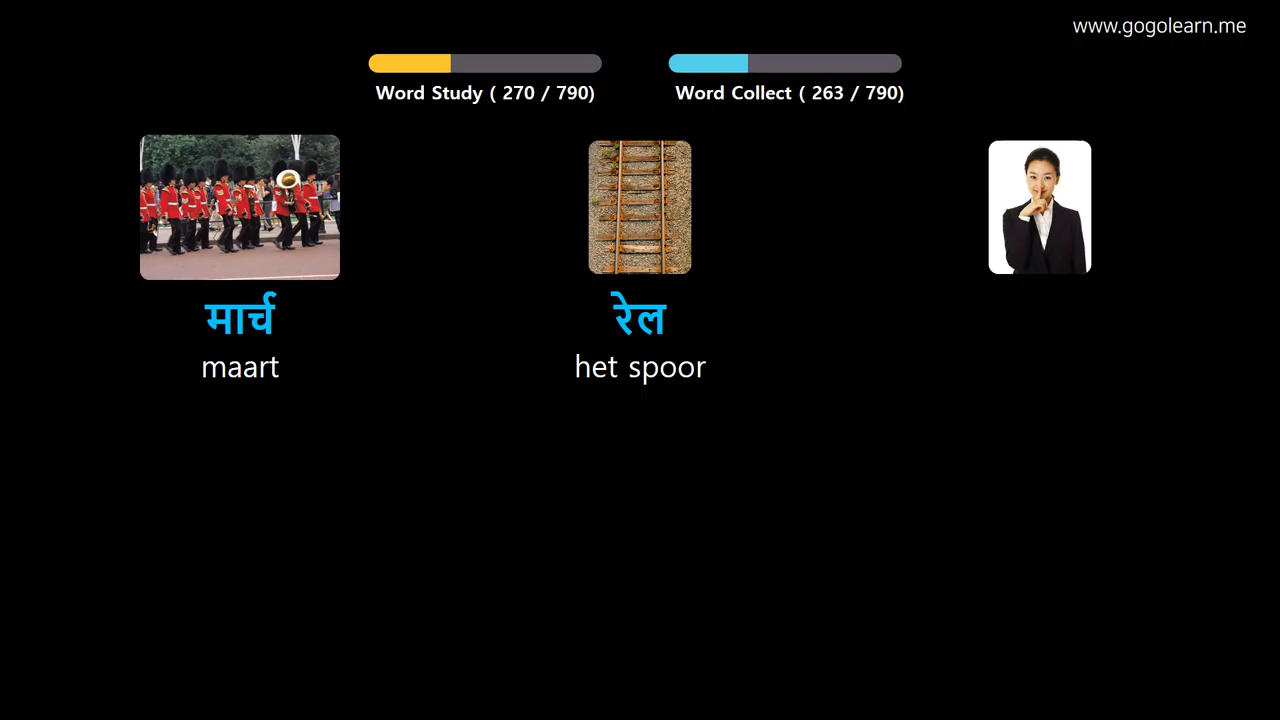 www.gogolearn.me
Word Study ( 270 / 790)
Word Collect ( 263 / 790)
मार्च
maart
रेल
het spoor